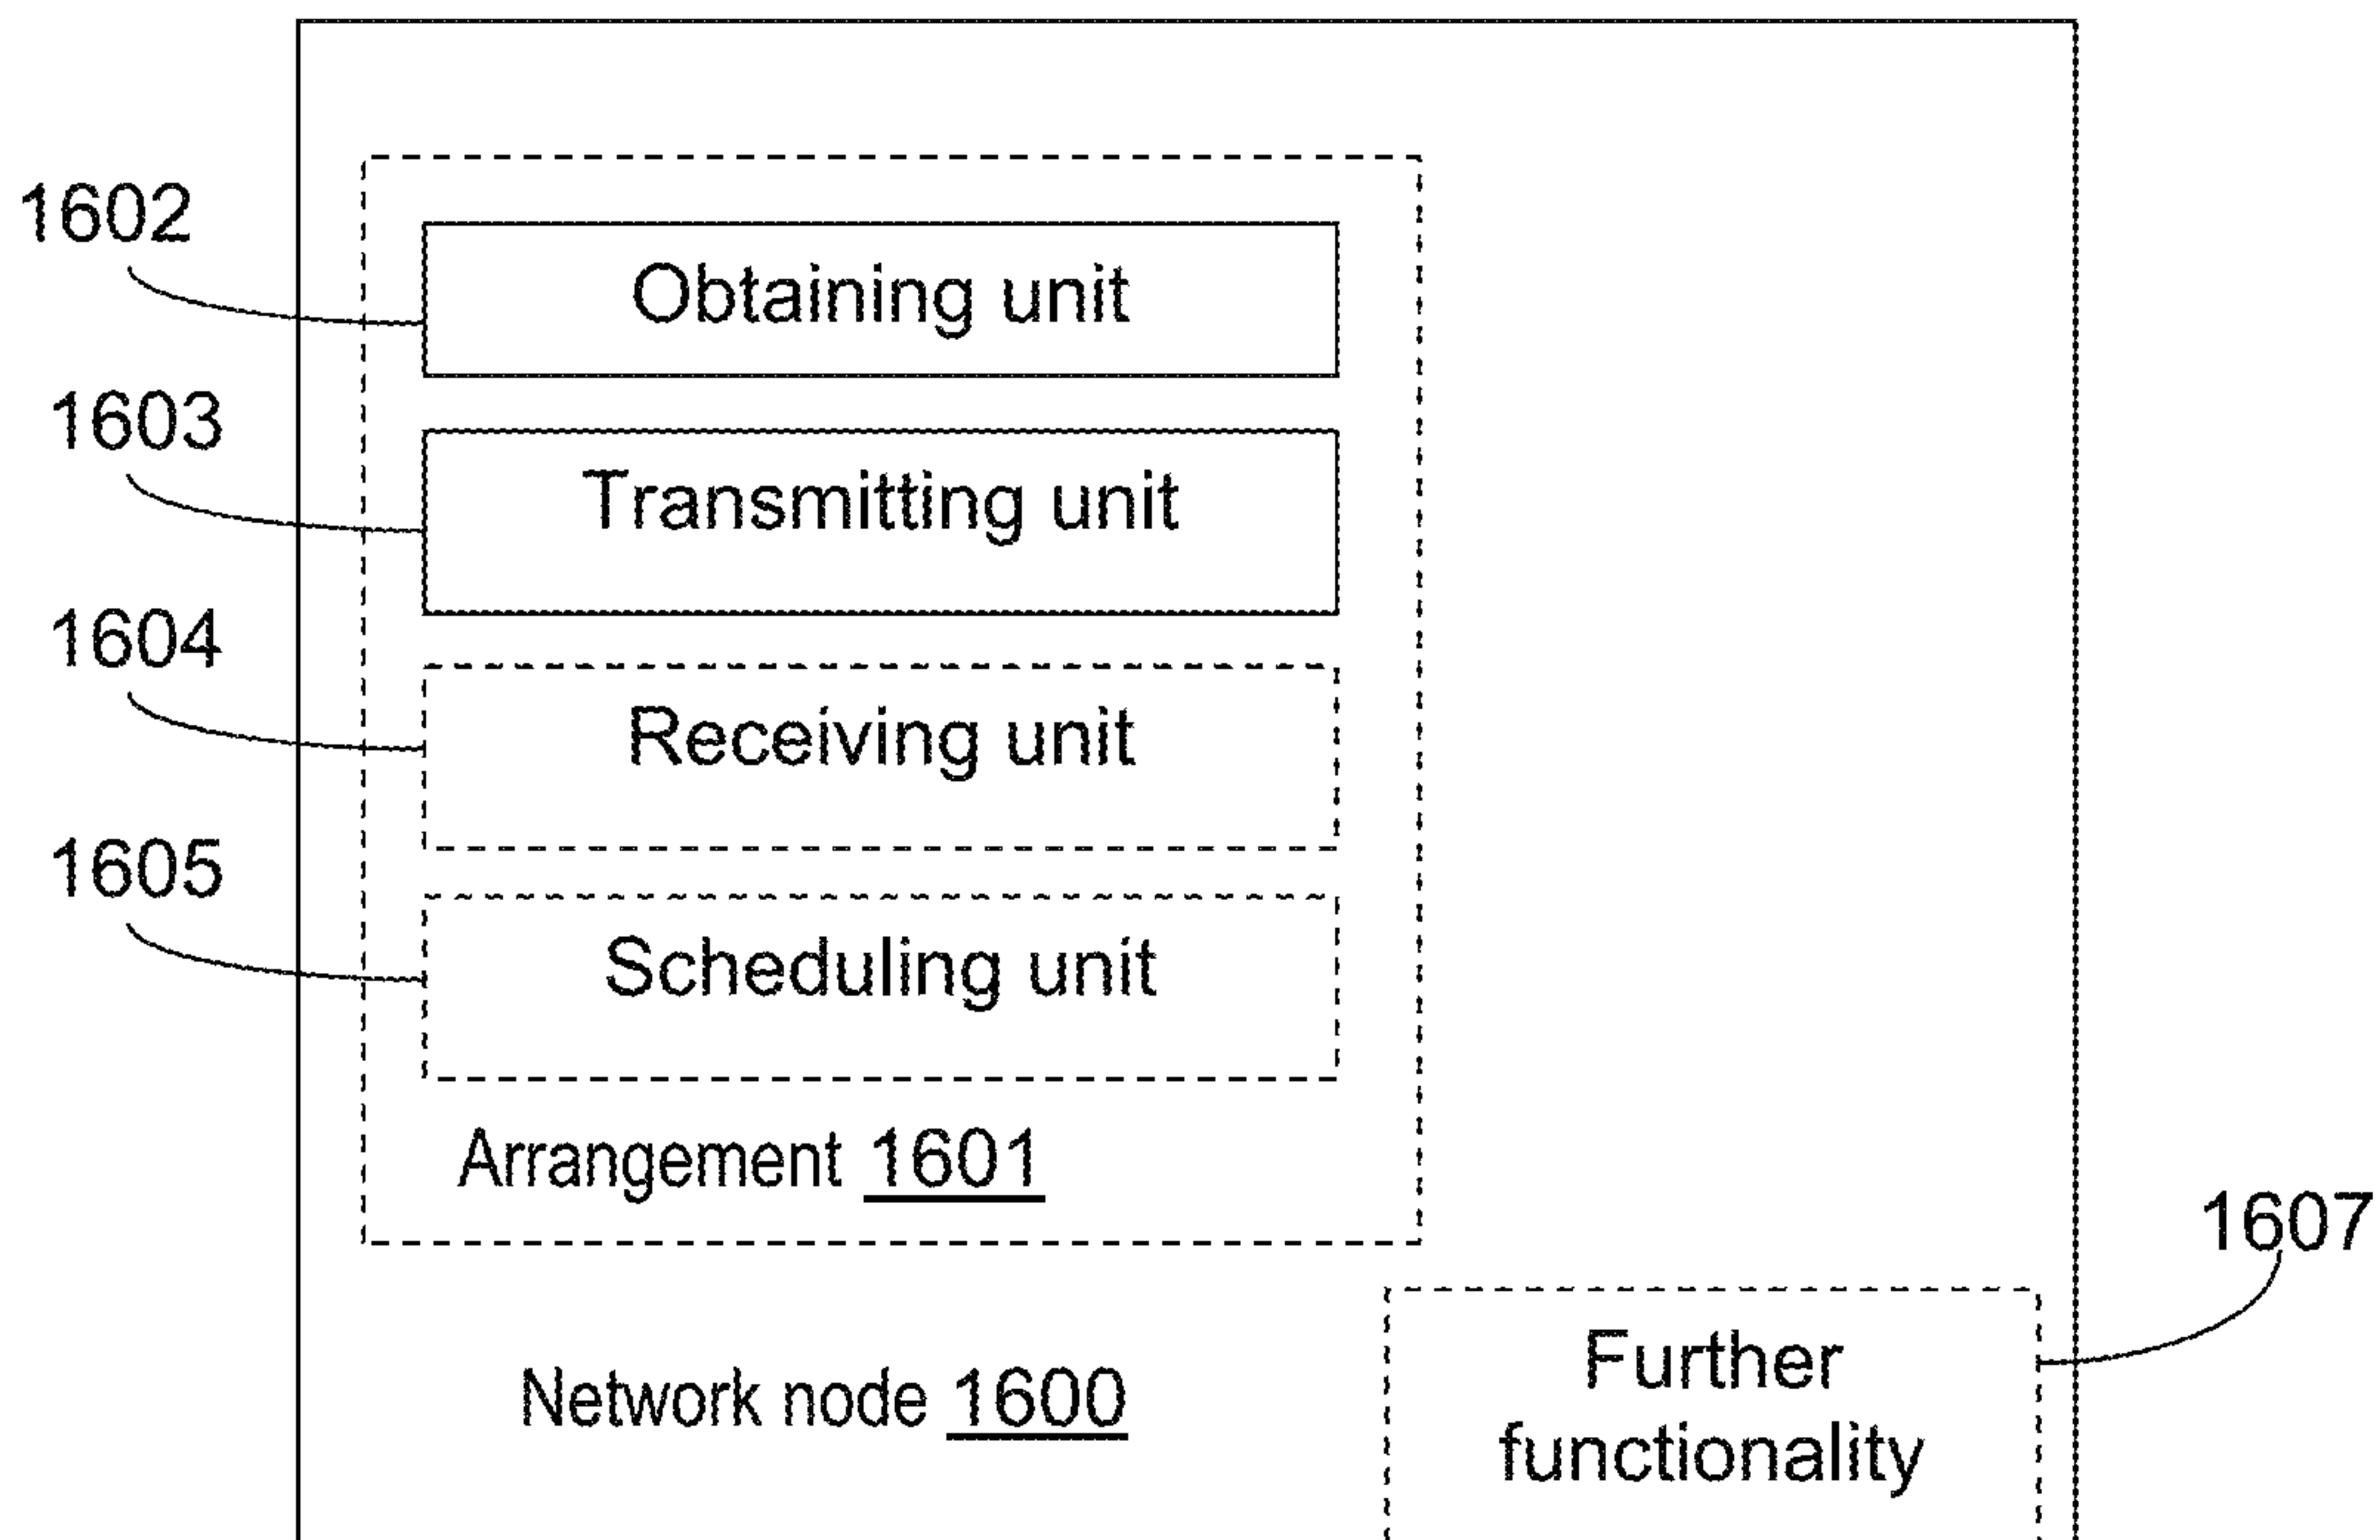 1602
Obtaining unit
1603
Transmitting unit
1604
Receiving unit
1605
Scheduling unit
Arrangement 1601
1607
Network node 1600
Further
functionality